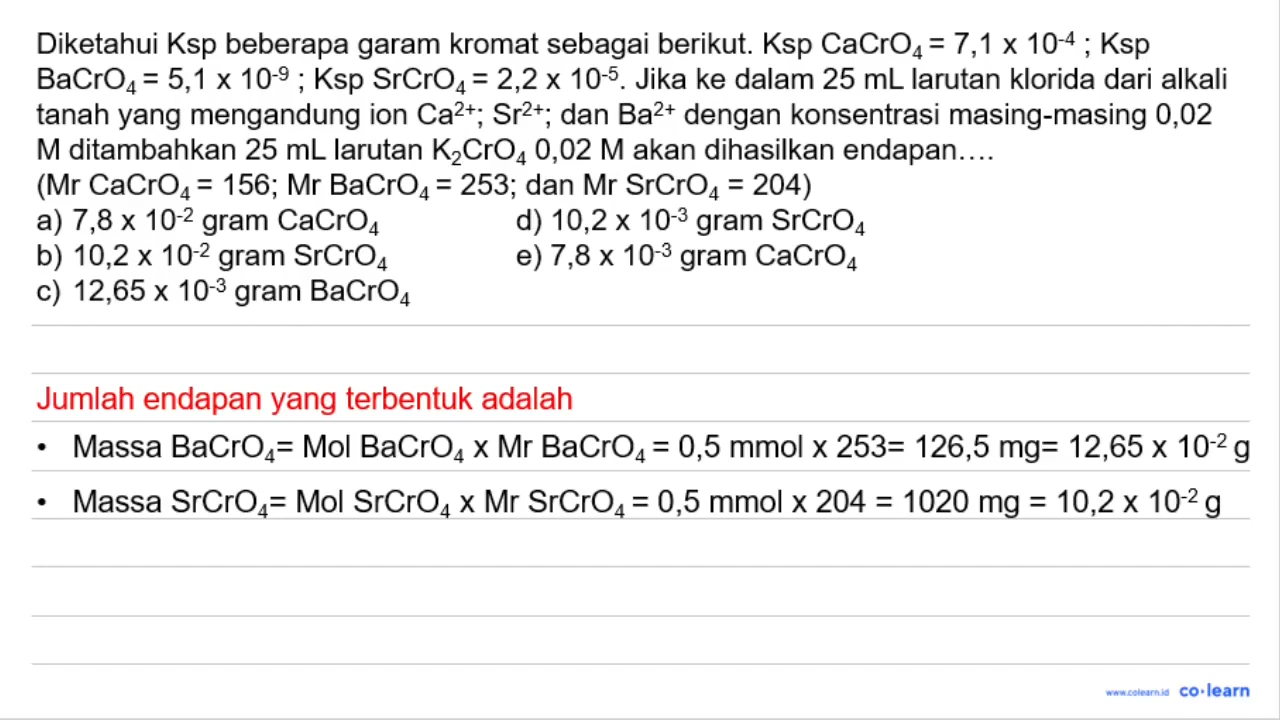 Diketahui Ksp beberapa garam kromat sebagai berikut. Ksp CaCrO₄ = 7,1 x 10⁻⁴ ; Ksp
BaCrO₄ = 5,1 x 10⁻⁹ ; Ksp SrCrO₄ = 2,2 x 10⁻⁵. Jika ke dalam 25 mL larutan klorida dari alkali
tanah yang mengandung ion Ca²⁺; Sr²⁺; dan Ba²⁺ dengan konsentrasi masing-masing 0,02
M ditambahkan 25 mL larutan K₂CrO₄ 0,02 M akan dihasilkan endapan….
(Mr CaCrO₄ = 156; Mr BaCrO₄ = 253; dan Mr SrCrO₄ = 204)
a) 7,8 x 10⁻² gram CaCrO₄ d) 10,2 x 10⁻³ gram SrCrO₄
b) 10,2 x 10⁻² gram SrCrO₄ e) 7,8 x 10⁻³ gram CaCrO₄
c) 12,65 x 10⁻³ gram BaCrO₄
Jumlah endapan yang terbentuk adalah
• Massa BaCrO₄= Mol BaCrO₄ x Mr BaCrO₄ = 0,5 mmol x 253= 126,5 mg= 12,65 x 10⁻² g
• Massa SrCrO₄= Mol SrCrO₄ x Mr SrCrO₄ = 0,5 mmol x 204 = 1020 mg = 10,2 x 10⁻² g
www.colearn.id co·learn